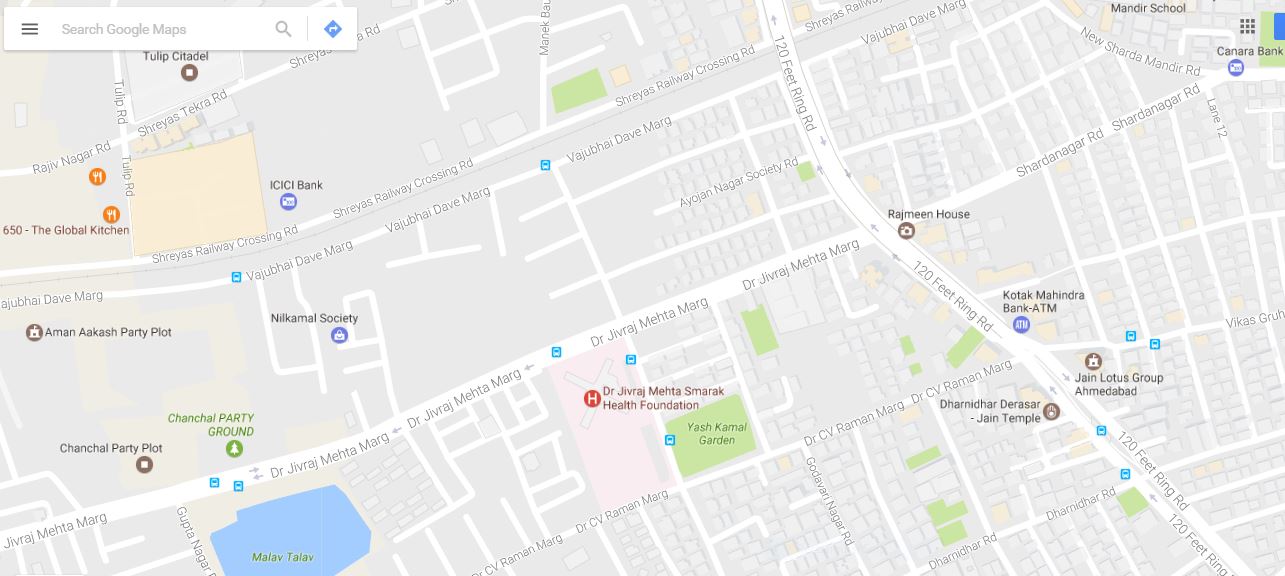 Search Google Maps
Mandir School
Manek Bau
Shreyas
Shreyas Railway Crossing Rd
Vajubhai Dave Marg
New Sharda Mandir Rd
Canara Bank
Tulip Citadel
Tulip Rd
Shreyas Tekra Rd
120 Feet Ring Rd
Shreyas Railway Crossing Rd
Vajubhai Dave Marg
Shardanagar Rd
Lane 12
Rajiv Nagar Rd
Tulip Rd
ICICI Bank
Shreyas Railway Crossing Rd
Vajubhai Dave Marg
Ayojan Nagar Society Rd
Shardanagar Rd
650 - The Global Kitchen
Rajmeen House
Shreyas Railway Crossing Rd
Vajubhai Dave Marg
Dr Jivraj Mehta Marg
120 Feet Ring Rd
ajubhai Dave Marg
Kotak Mahindra
Bank-ATM
ATM
Nilkamal Society
Dr Jivraj Mehta Marg
Vikas Gruh
Aman Aakash Party Plot
Jain Lotus Group
Ahmedabad
Dr Jivraj Mehta Marg
H
Dr Jivraj Mehta Smarak
Health Foundation
Dr CV Raman Marg
Dharnidhar Derasar
- Jain Temple
Chanchal PARTY
GROUND
Yash Kamal
Garden
Dr CV Raman Marg
Chanchal Party Plot
Dr Jivraj Mehta Marg
120 Feet Ring Rd
Godavari Nagar Rd
Dr CV Raman Marg
Dharnidhar Rd
Dr Jivraj Mehta Marg
Gupta Nagar
Malav Talav
Dr CV Raman Marg
Dharnidhar Rd
120 Feet Ring Rd